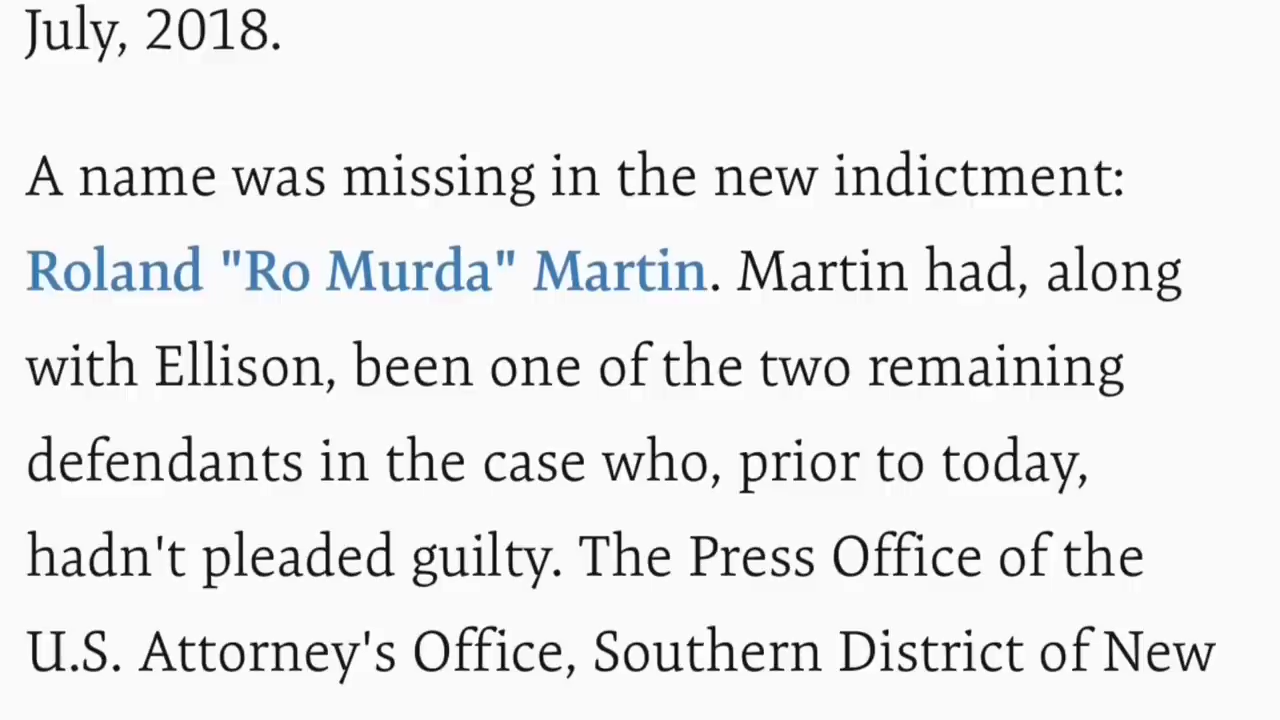 July, 2018.
A name was missing in the new indictment:
Roland "Ro Murda" Martin. Martin had, along
with Ellison, been one of the two remaining
defendants in the case who, prior to today,
hadn't pleaded guilty. The Press Office of the
U.S. Attorney's Office, Southern District of New